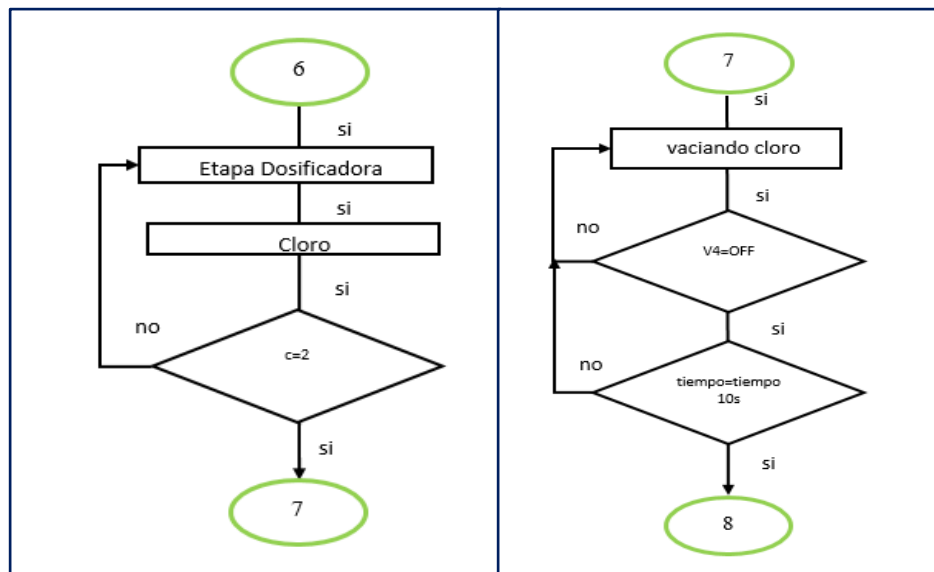 6
si
Etapa Dosificadora
si
Cloro
si
no
c=2
si
7
7
si
vaciando cloro
si
no
V4=OFF
si
no
tiempo=tiempo
10s
si
8